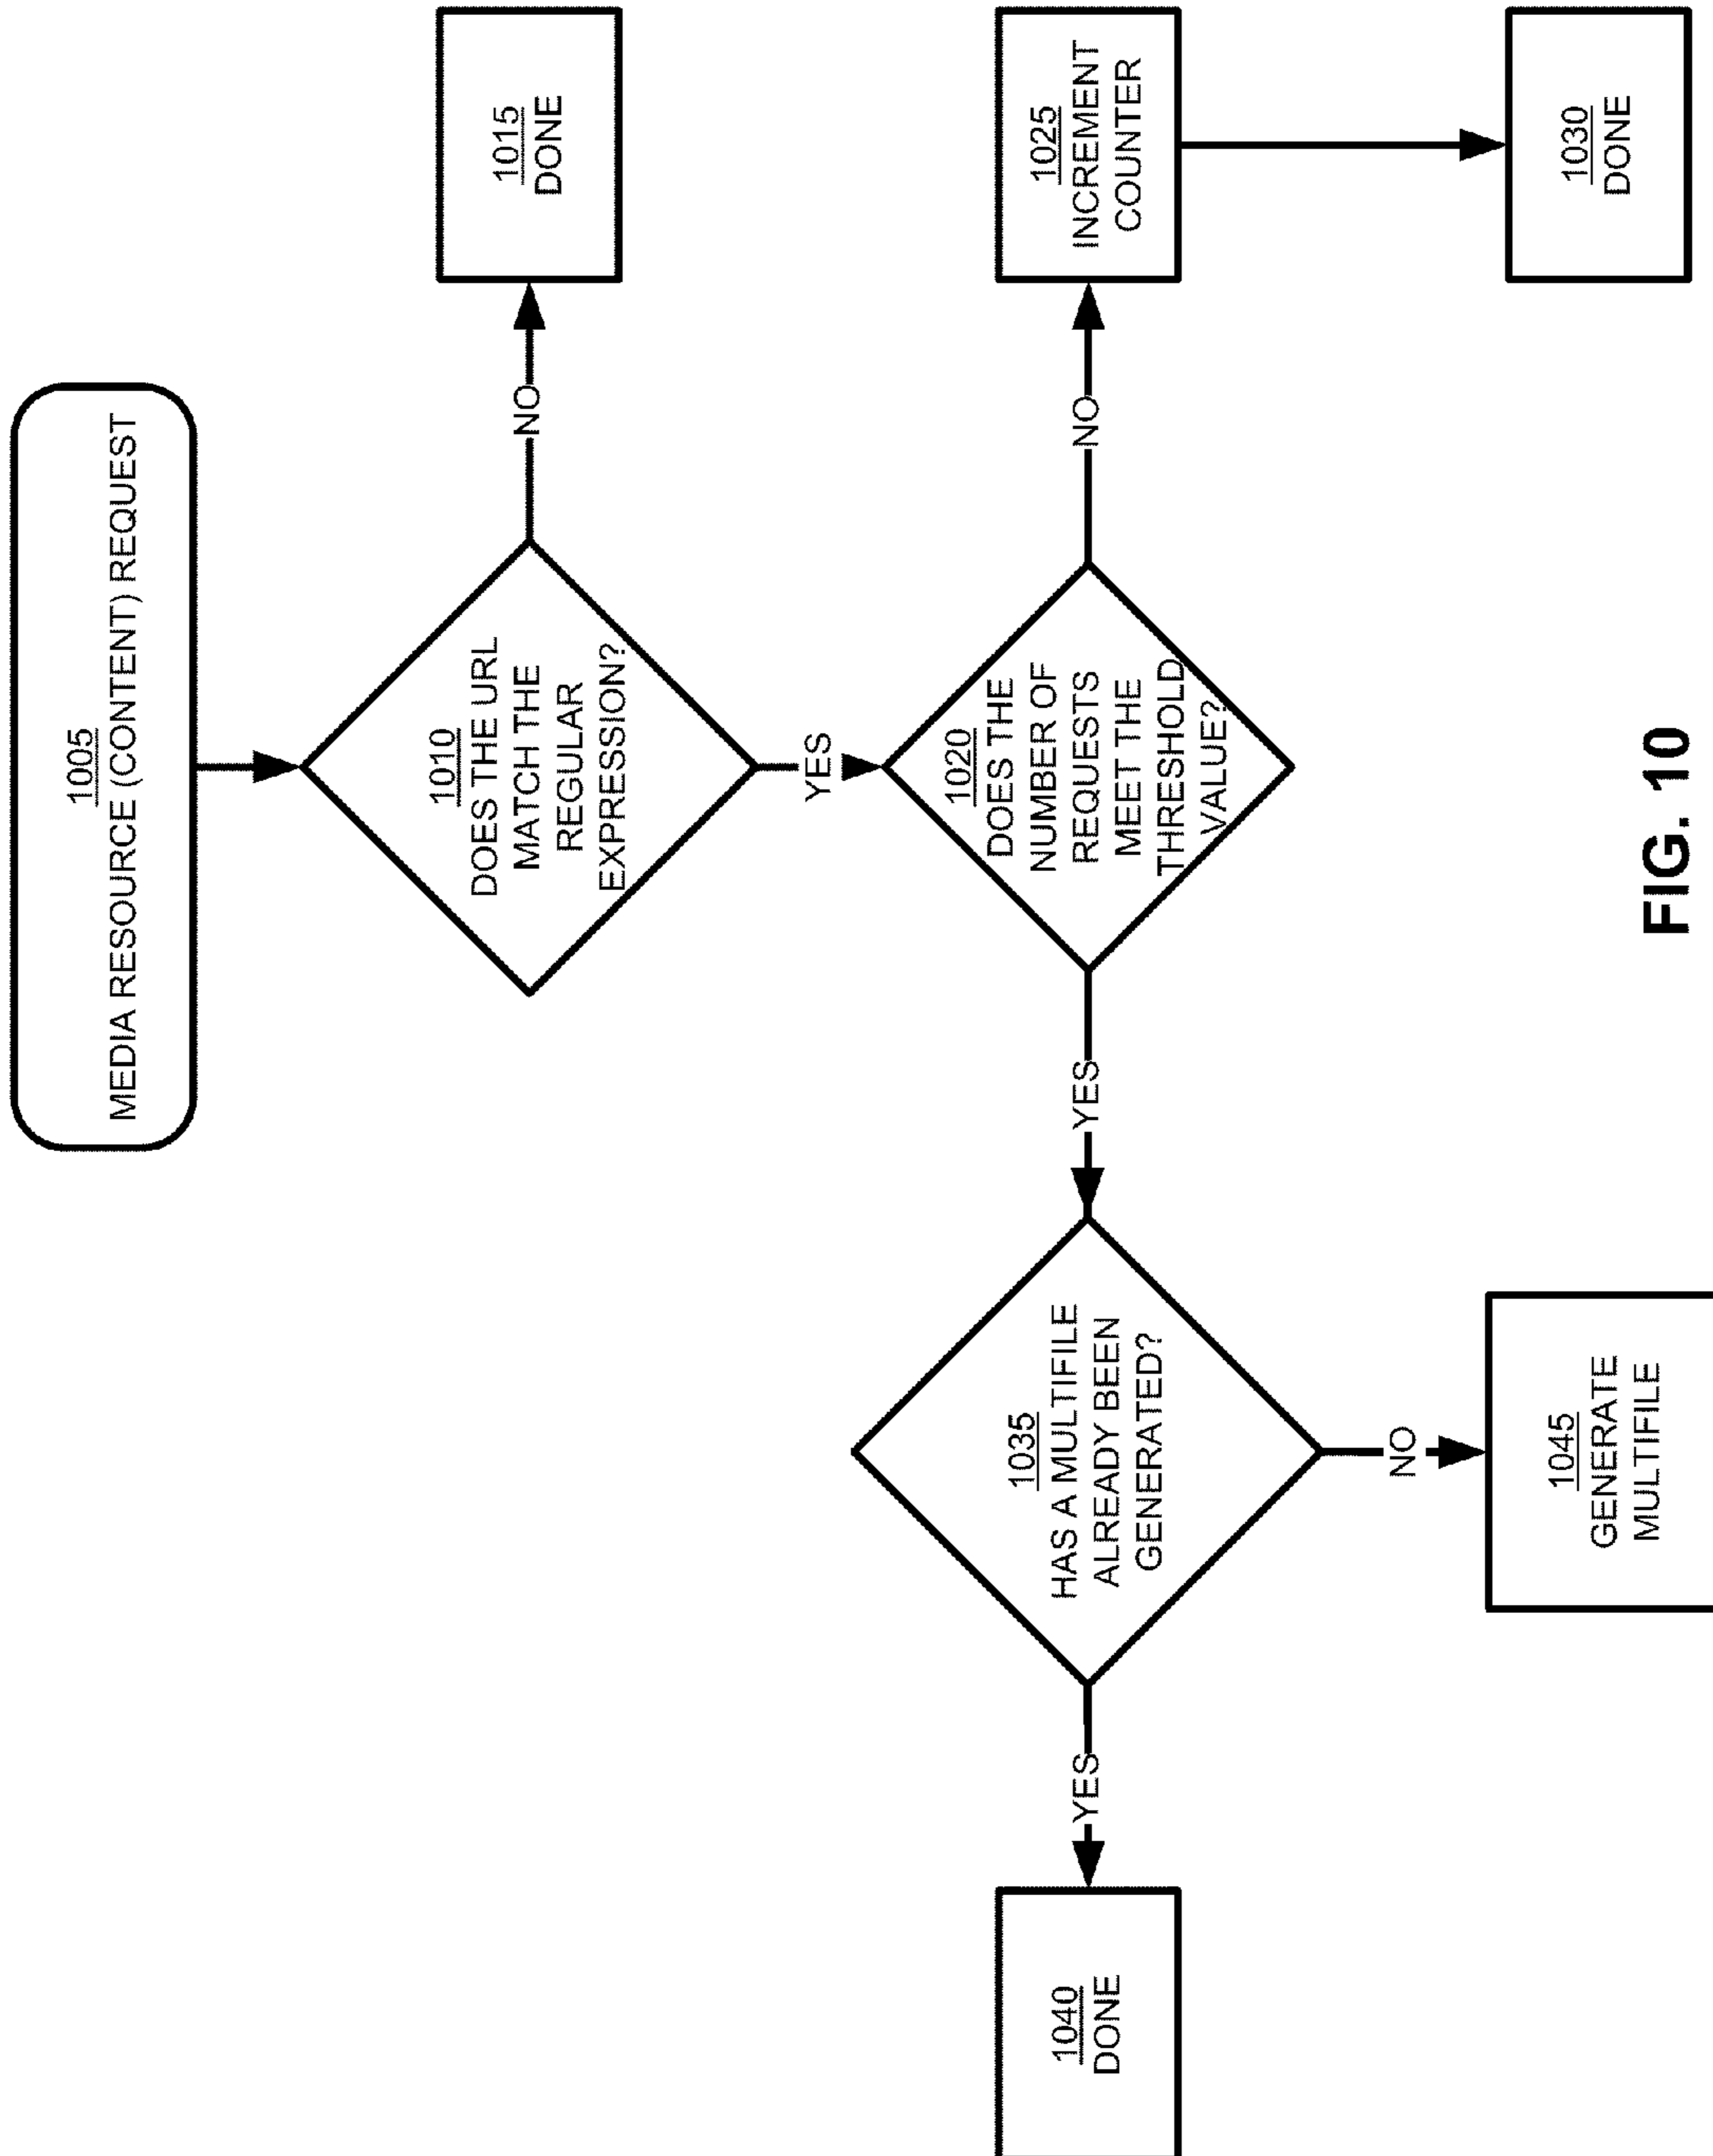 1005
MEDIA RESOURCE (CONTENT) REQUEST
1010
DOES THE URL
MATCH THE
REGULAR
EXPRESSION?
NO
1015
DONE
YES
1020
DOES THE
NUMBER OF
REQUESTS
MEET THE
THRESHOLD
VALUE?
NO
1025
INCREMENT
COUNTER
1030
DONE
YES
1035
HAS A MULTIFILE
ALREADY BEEN
GENERATED?
YES
1040
DONE
NO
1045
GENERATE
MULTIFILE
FIG. 10